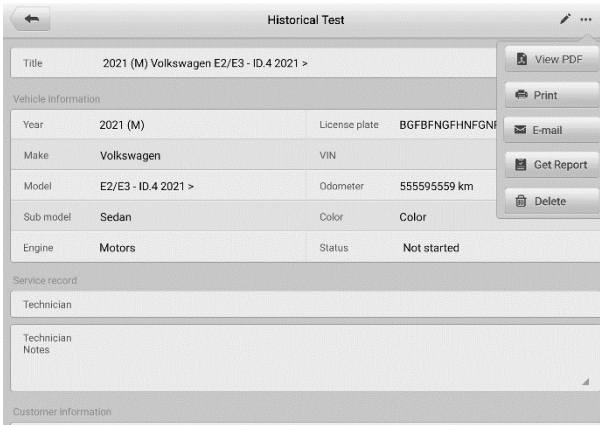 Historical Test
Title 2021 (M) Volkswagen E2/E3 - ID.4 2021 >
View PDF
Print
E-mail
Get Report
Delete
Vehicle Information
Year 2021 (M) License plate
Make Volkswagen VIN
Model E2/E3 - ID.4 2021 > Odometer 555595559 km
Sub model Sedan Color Color
Engine Motors Status Not started
Service record
Technician
Technician
Notes
Customer information